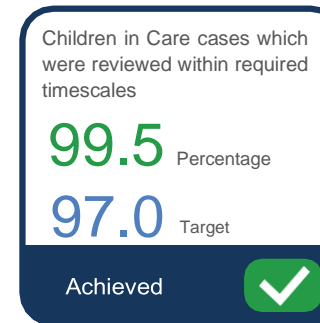 Children in Care cases which
were reviewed within required
timescales
99.5 Percentage
97.0 Target
Achieved